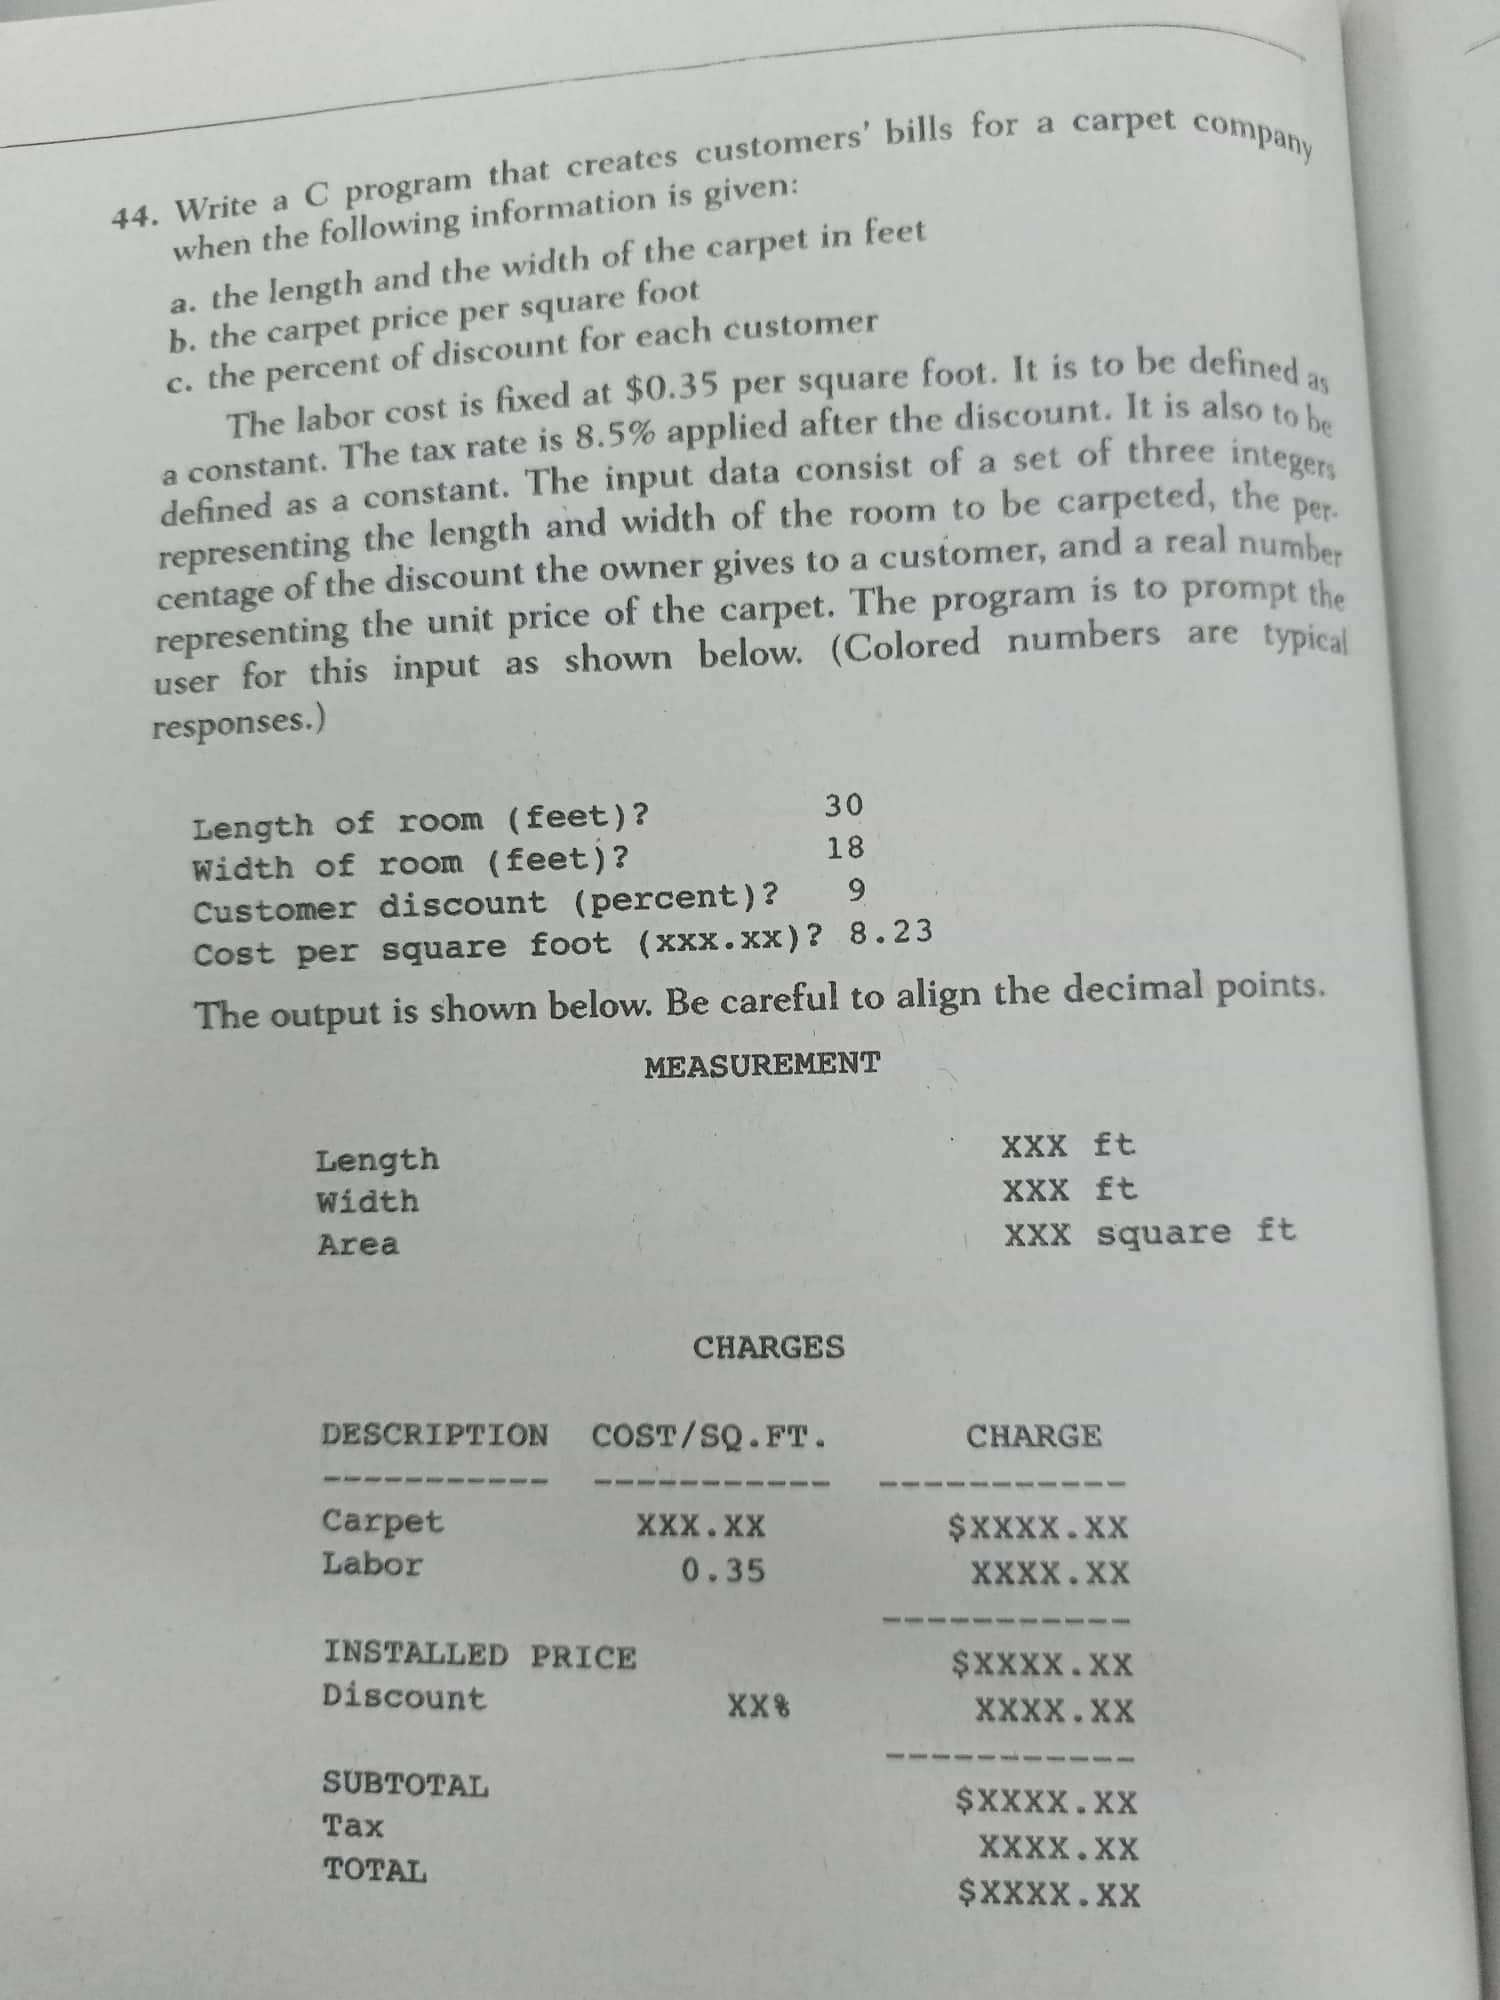 44. Write a C program that creates customers' bills for a carpet company
when the following information is given:
a. the length and the width of the carpet in feet
b. the carpet price per square foot
c. the percent of discount for each customer
The labor cost is fixed at $0.35 per square foot. It is to be defined as
a constant. The tax rate is 8.5% applied after the discount. It is also to be
defined as a constant. The input data consist of a set of three integers
representing the length and width of the room to be carpeted, the per-
centage of the discount the owner gives to a customer, and a real number
representing the unit price of the carpet. The program is to prompt the
user for this input as shown below. (Colored numbers are typical
responses.)
Length of room (feet)? 30
Width of room (feet)? 18
Customer discount (percent)? 9
Cost per square foot (xxx.xx)? 8.23
The output is shown below. Be careful to align the decimal points.
MEASUREMENT
Length XXX ft
Width XXX ft
Area XXX square ft
CHARGES
DESCRIPTION COST/SQ.FT. CHARGE
----------- ----------- -----------
Carpet XXX.XX $XXXX.XX
Labor 0.35 XXXX.XX
-----------
INSTALLED PRICE $XXXX.XX
Discount XX% XXXX.XX
-----------
SUBTOTAL $XXXX.XX
Tax XXXX.XX
TOTAL $XXXX.XX